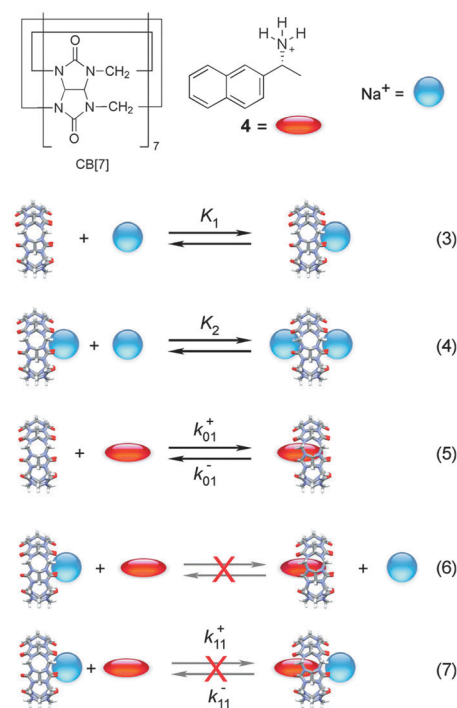 O
N N CH₂
N N CH₂
O
7
CB[7]
H
H N H
+
4 =
Na⁺ =
+ K₁ (3)
+ K₂ (4)
+ k₀₁⁺ (5)
k₀₁⁻
+ X + (6)
+ k₁₁⁺ X (7)
k₁₁⁻